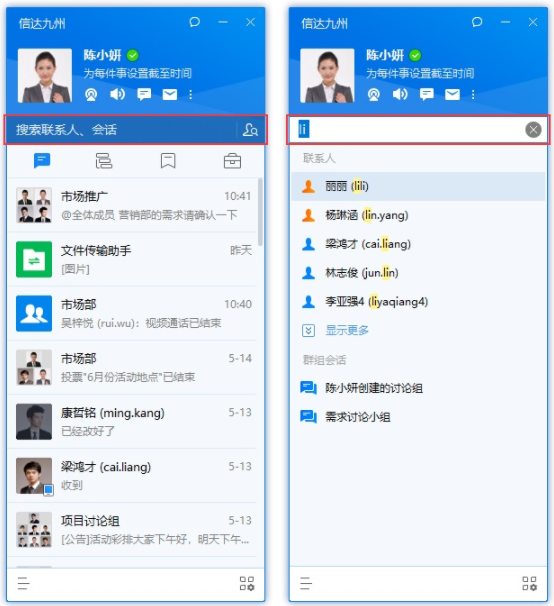 信达九州
陈小妍
为每件事设置截至时间
搜索联系人、会话
市场推广 10:41
@全体成员 营销部的需求请确认一下
文件传输助手 昨天
[图片]
市场部 10:40
吴梓悦 (rui.wu)：视频通话已结束
市场部 5-14
投票"6月份活动地点"已结束
康哲铭 (ming.kang) 5-13
已经改好了
梁鸿才 (cai.liang) 5-13
收到
项目讨论组 5-13
[公告]活动彩排大家下午好，明天下午...
信达九州
陈小妍
为每件事设置截至时间
li
联系人
丽丽 (lili)
杨琳涵 (lin.yang)
梁鸿才 (cai.liang)
林志俊 (jun.lin)
李亚强4 (liyaqiang4)
显示更多
群组会话
陈小妍创建的讨论组
需求讨论小组